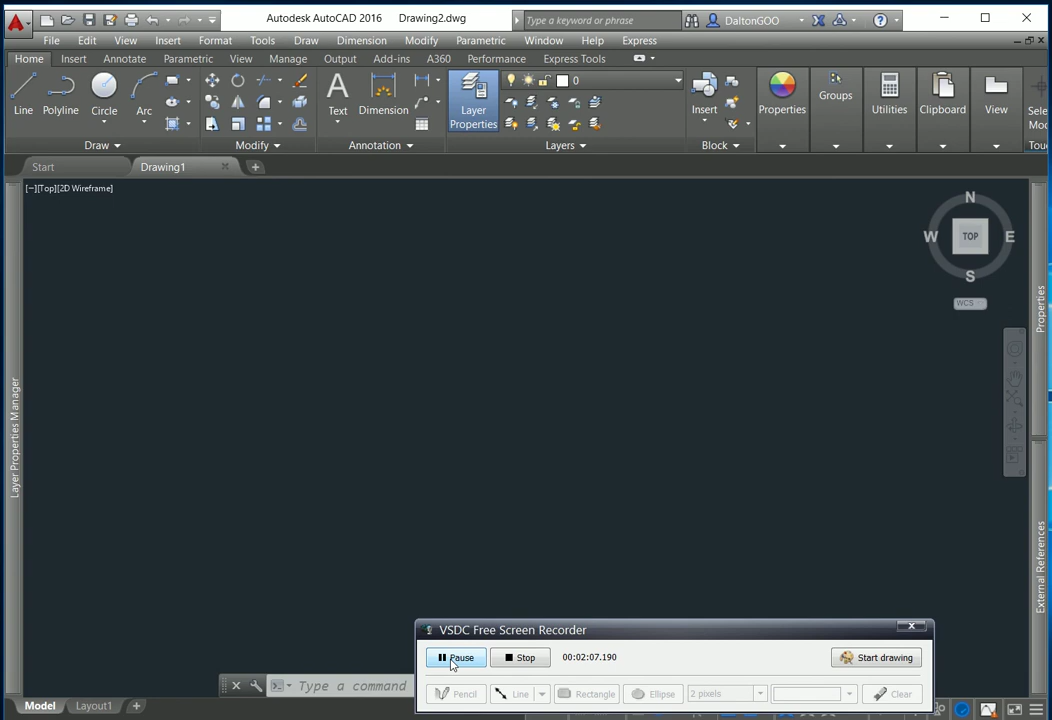 Autodesk AutoCAD 2016 Drawing2.dwg Type a keyword or phrase DaltonGOO
File Edit View Insert Format Tools Draw Dimension Modify Parametric Window Help Express
Home Insert Annotate Parametric View Manage Output Add-ins A360 Performance Express Tools
Line Polyline Circle Arc Text Dimension Layer Properties 0 Insert Properties Groups Utilities Clipboard View
Draw Modify Annotation Layers Block
Start Drawing1
[−][Top][2D Wireframe]
N
W TOP E
S
WCS
Layer Properties Manager
Properties
External References
VSDC Free Screen Recorder
Pause Stop 00:02:07.190 Start drawing
Type a command
Pencil Line Rectangle Ellipse 2 pixels Clear
Model Layout1